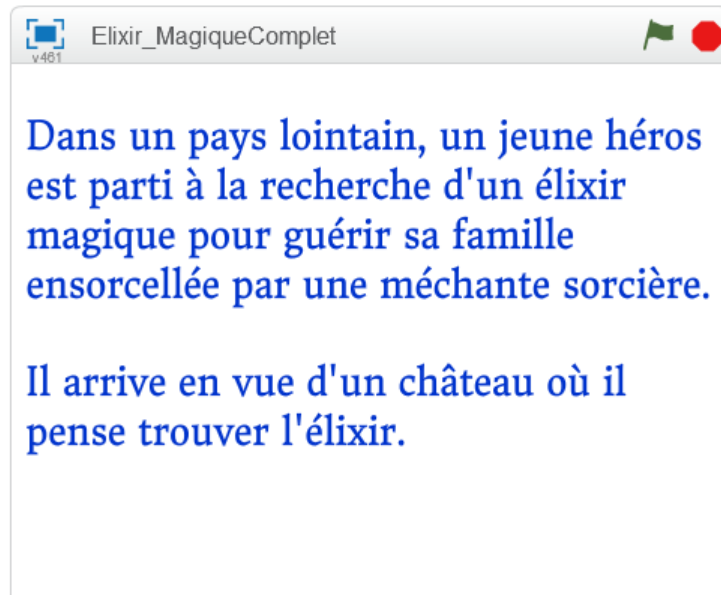 Elixir_MagiqueComplet
v461
Dans un pays lointain, un jeune héros
est parti à la recherche d'un élixir
magique pour guérir sa famille
ensorcellée par une méchante sorcière.
Il arrive en vue d'un château où il
pense trouver l'élixir.